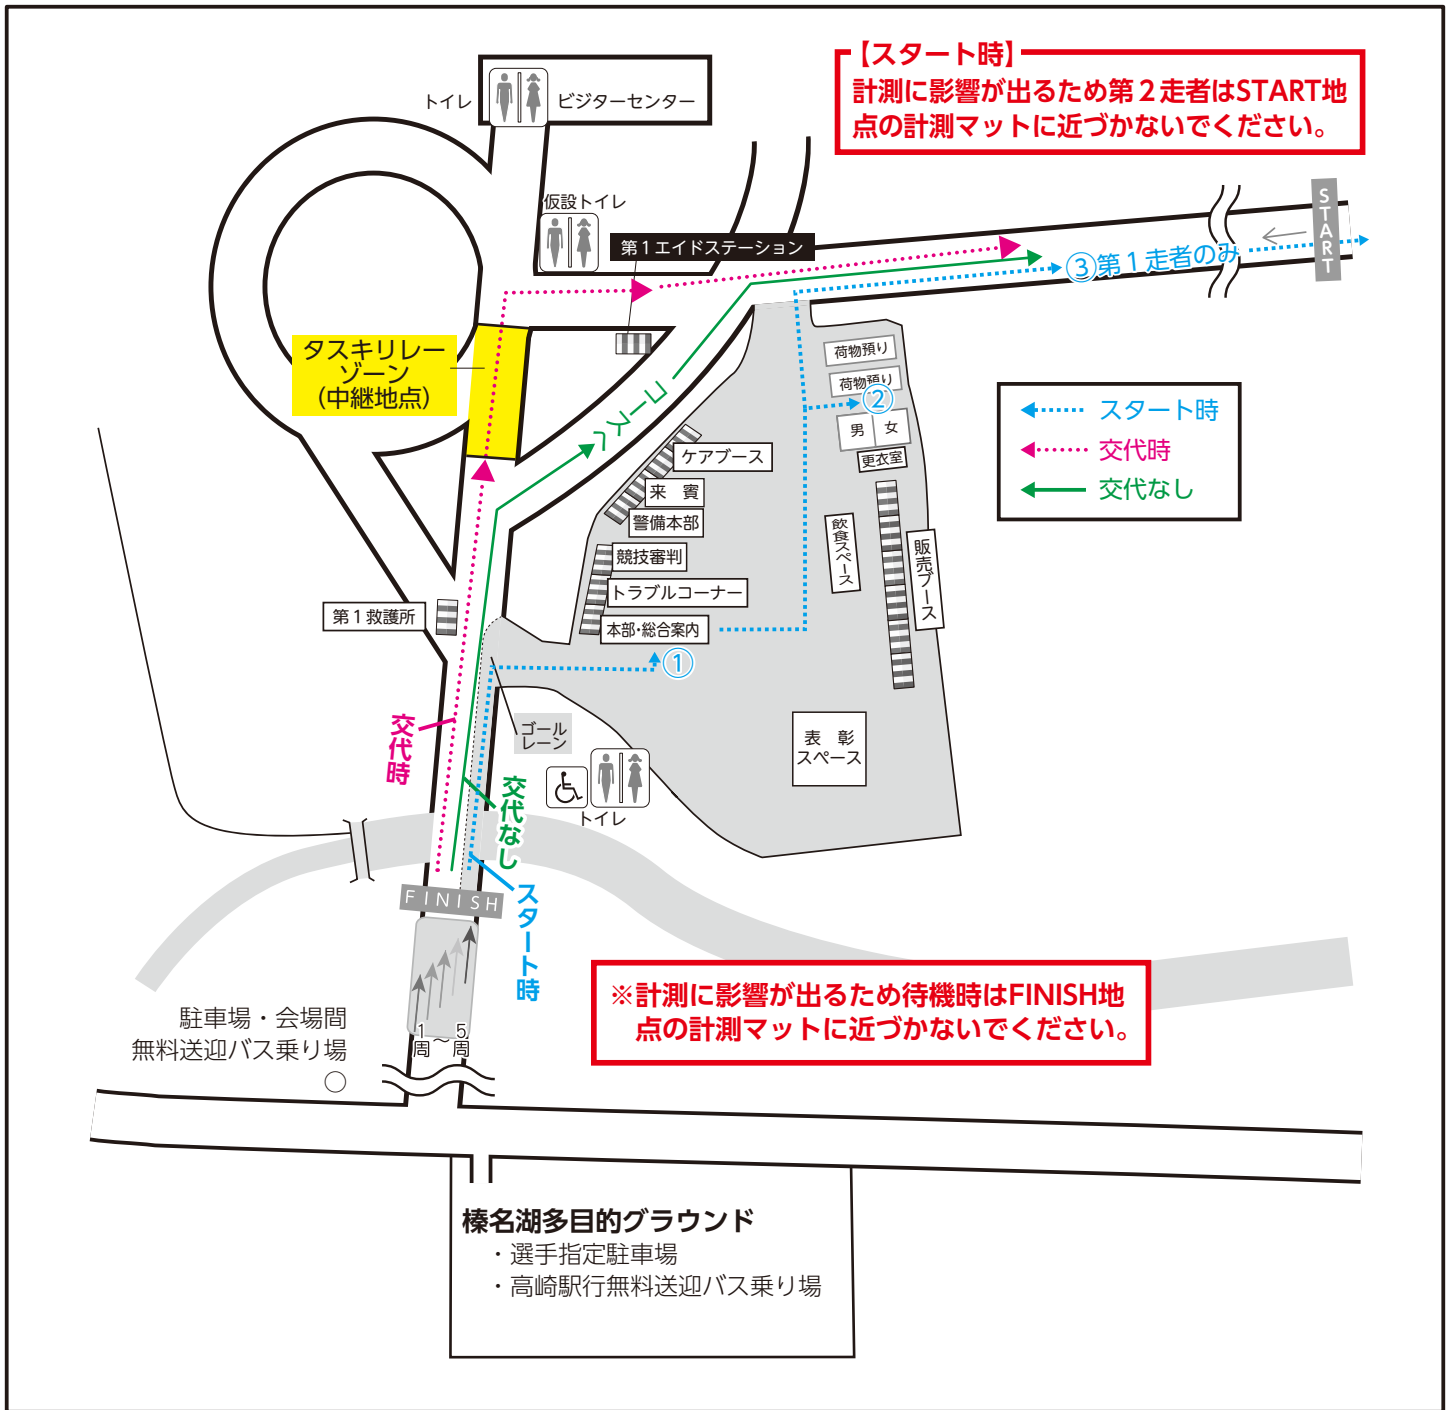 【スタート時】
計測に影響が出るため第２走者はSTART地
点の計測マットに近づかないでください。
トイレ
ビジターセンター
仮設トイレ
第１エイドステーション
START
③第１走者のみ
タスキリレー
ゾーン
(中継地点)
コースへ
荷物預り
荷物預り
②
男
女
更衣室
スタート時
交代時
交代なし
ケアブース
来　賓
警備本部
競技審判
トラブルコーナー
本部・総合案内
①
飲食スペース
販売ブース
第１救護所
ゴール
レーン
交代時
交代なし
スタート時
トイレ
表　彰
スペース
FINISH
1周～5周
※計測に影響が出るため待機時はFINISH地
点の計測マットに近づかないでください。
駐車場・会場間
無料送迎バス乗り場
榛名湖多目的グラウンド
・選手指定駐車場
・高崎駅行無料送迎バス乗り場